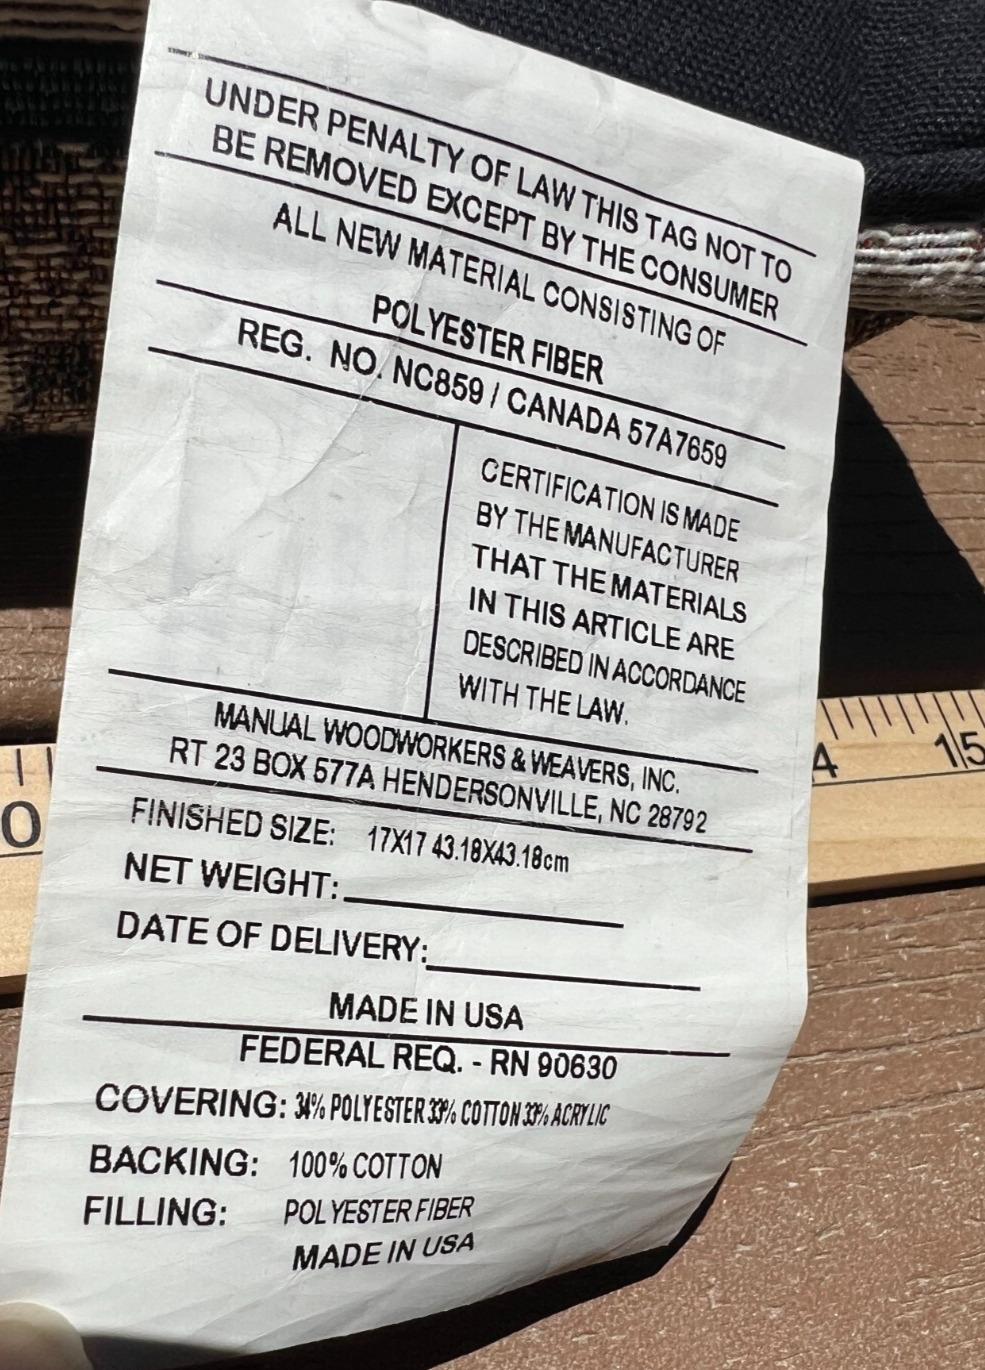 UNDER PENALTY OF LAW THIS TAG NOT TO
BE REMOVED EXCEPT BY THE CONSUMER
ALL NEW MATERIAL CONSISTING OF
POLYESTER FIBER
REG. NO. NC859 / CANADA 57A7659
CERTIFICATION IS MADE
BY THE MANUFACTURER
THAT THE MATERIALS
IN THIS ARTICLE ARE
DESCRIBED IN ACCORDANCE
WITH THE LAW.
MANUAL WOODWORKERS & WEAVERS, INC.
RT 23 BOX 577A HENDERSONVILLE, NC 28792
FINISHED SIZE: 17X17 43.18X43.18cm
NET WEIGHT:
DATE OF DELIVERY:
MADE IN USA
FEDERAL REQ. - RN 90630
COVERING: 34% POLYESTER 33% COTTON 33% ACRYLIC
BACKING: 100% COTTON
FILLING: POLYESTER FIBER
MADE IN USA
0
4
15